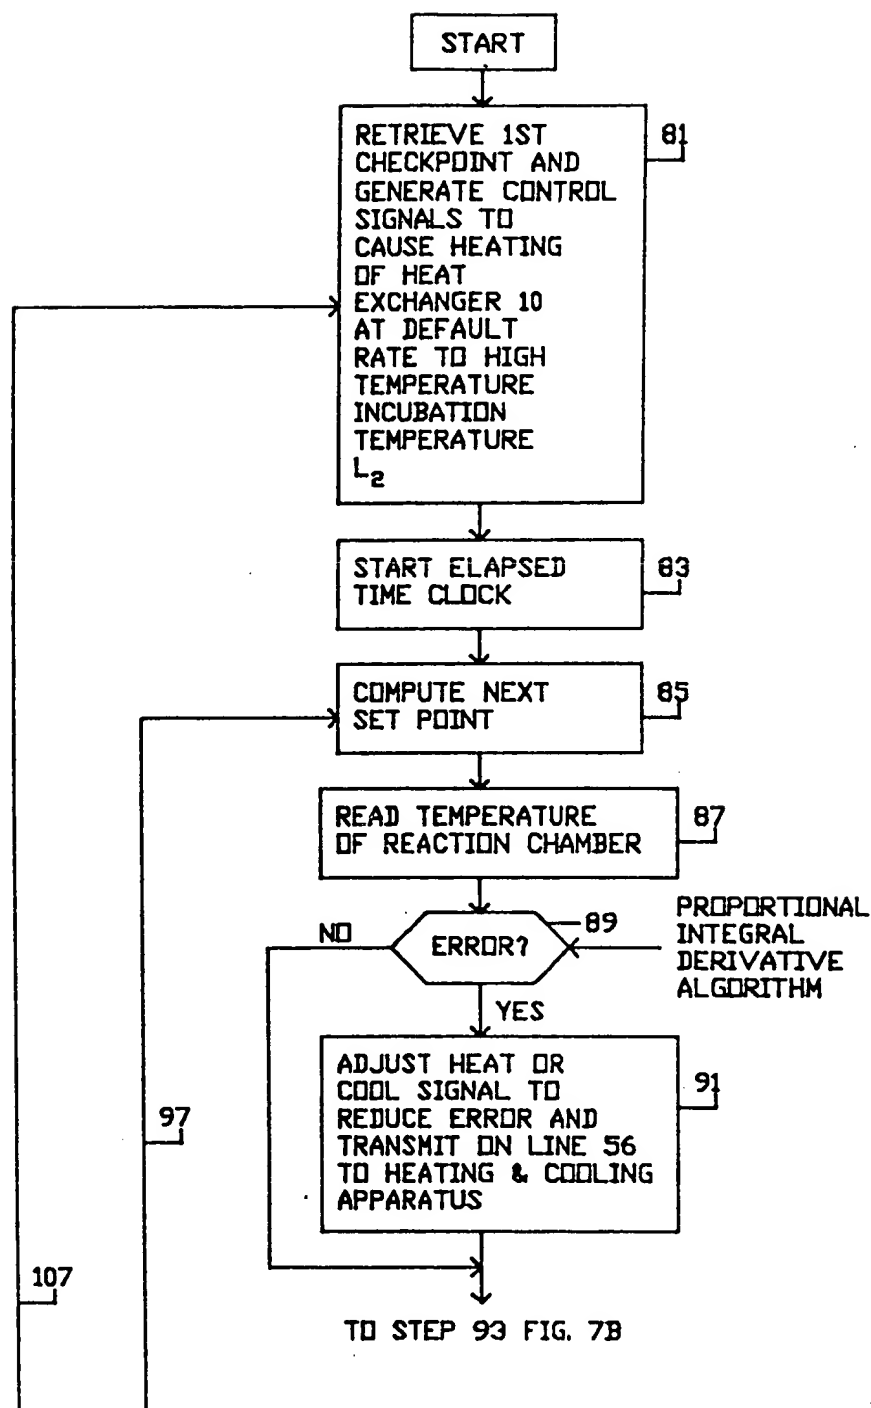 START
RETRIEVE 1ST
CHECKPOINT AND
GENERATE CONTROL
SIGNALS TO
CAUSE HEATING
OF HEAT
EXCHANGER 10
AT DEFAULT
RATE TO HIGH
TEMPERATURE
INCUBATION
TEMPERATURE
L₂
81
START ELAPSED
TIME CLOCK
83
COMPUTE NEXT
SET POINT
85
READ TEMPERATURE
OF REACTION CHAMBER
87
NO
ERROR?
89
PROPORTIONAL
INTEGRAL
DERIVATIVE
ALGORITHM
YES
ADJUST HEAT OR
COOL SIGNAL TO
REDUCE ERROR AND
TRANSMIT ON LINE 56
TO HEATING & COOLING
APPARATUS
91
97
107
TO STEP 93 FIG. 7B